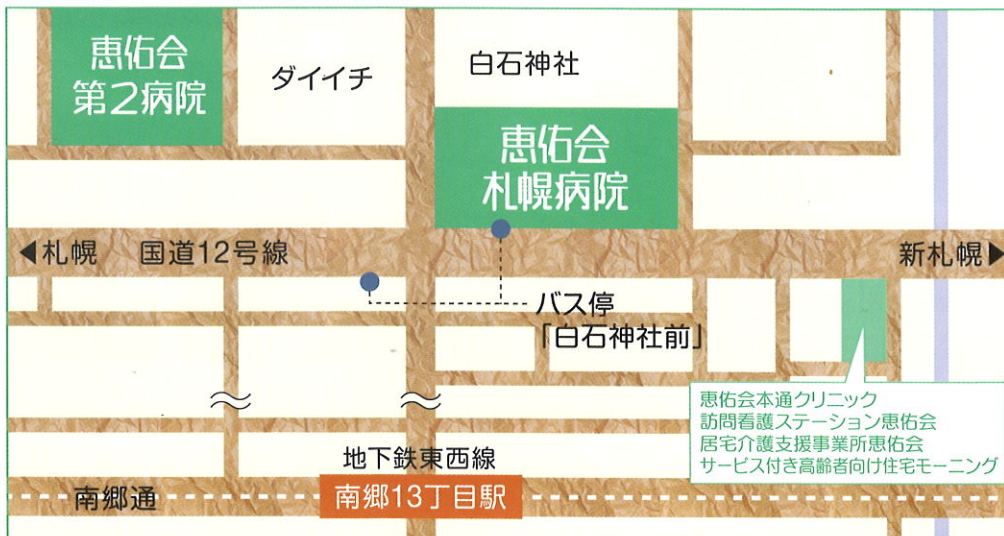 恵佑会
第2病院
ダイイチ
白石神社
恵佑会
札幌病院
◀札幌 国道12号線
新札幌▶
バス停
「白石神社前」
恵佑会本通クリニック
訪問看護ステーション恵佑会
居宅介護支援事業所恵佑会
サービス付き高齢者向け住宅モーニング
地下鉄東西線
南郷通
南郷13丁目駅